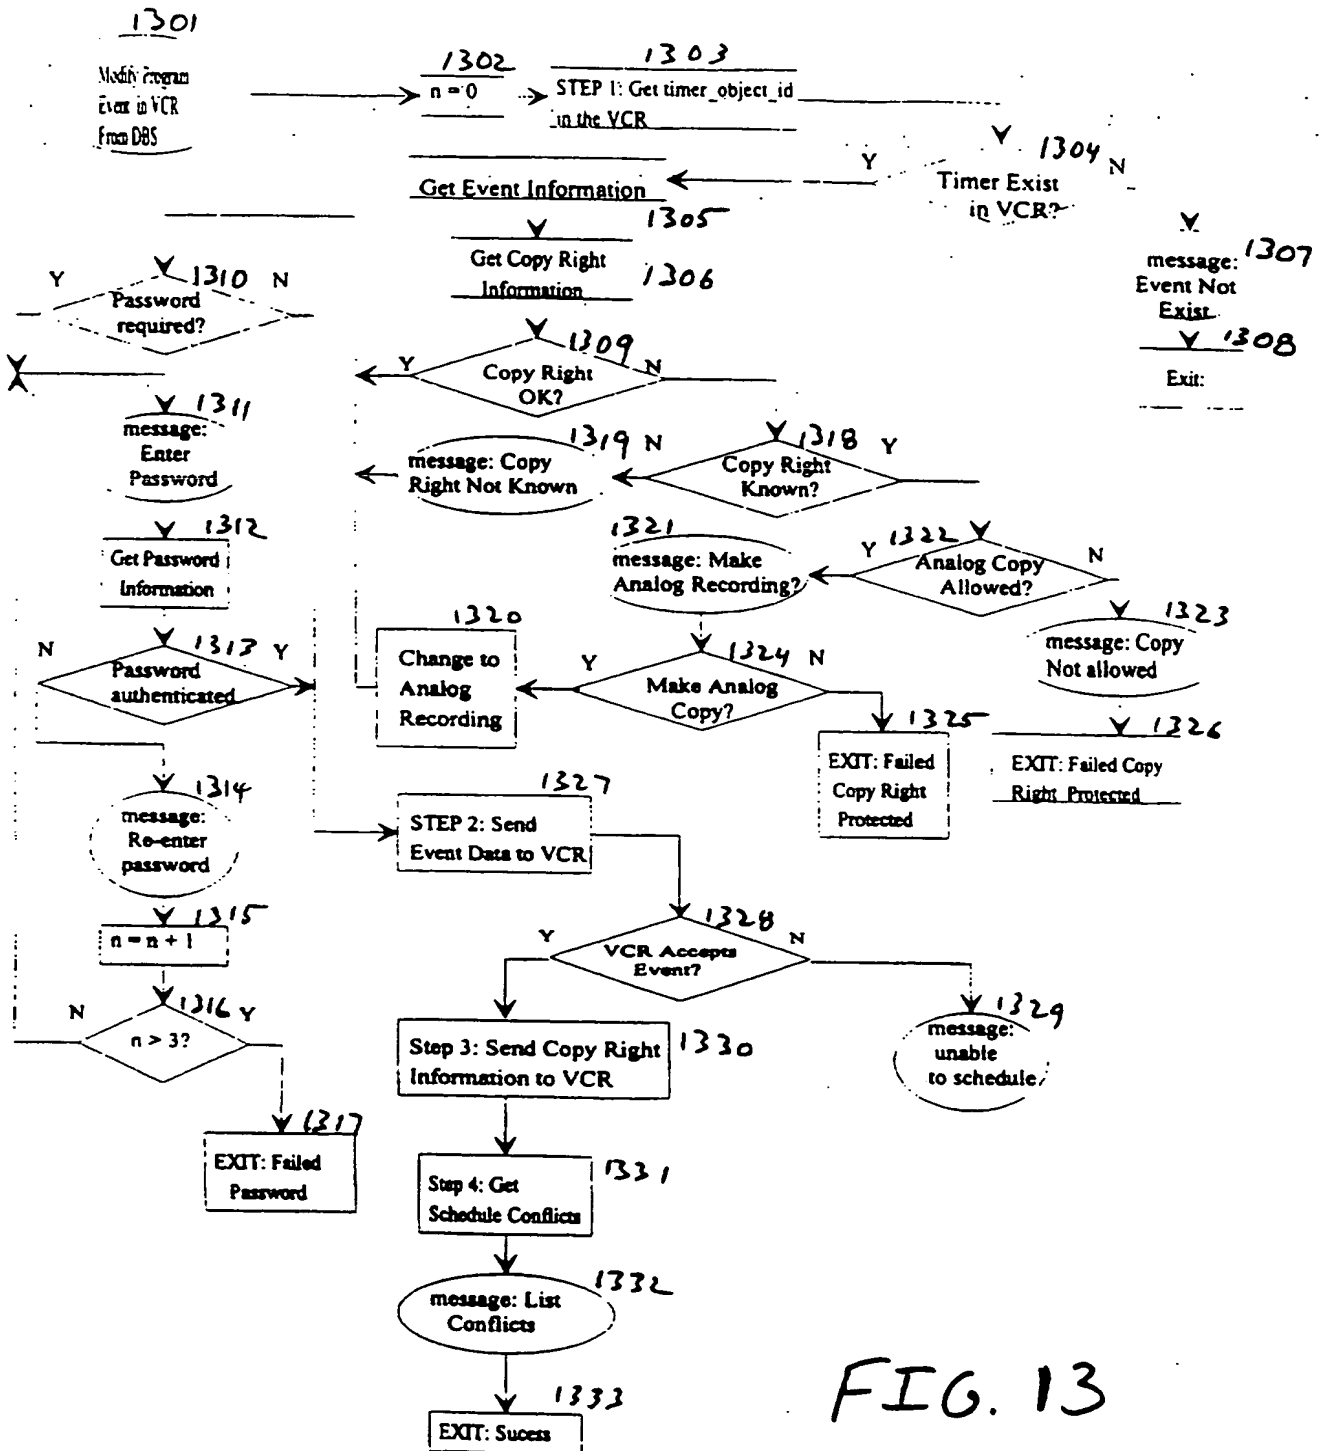 1301
Modify Program
Event in VCR
From DBS
1302
n = 0
1303
STEP 1: Get timer_object_id
in the VCR
1304
Y
N
Timer Exist
in VCR?
Get Event Information
1305
Get Copy Right
Information
1306
message:
Event Not
Exist
1307
1308
Exit:
Y
1310
N
Password
required?
1309
Y
N
Copy Right
OK?
1311
message:
Enter
Password
1319
message: Copy
Right Not Known
N
1318
Y
Copy Right
Known?
1312
Get Password
Information
1321
message: Make
Analog Recording?
Y
1322
N
Analog Copy
Allowed?
1323
message: Copy
Not allowed
N
1313
Y
Password
authenticated
1320
Change to
Analog
Recording
Y
1324
N
Make Analog
Copy?
1325
EXIT: Failed
Copy Right
Protected
1326
EXIT: Failed Copy
Right Protected
1314
message:
Re-enter
password
1327
STEP 2: Send
Event Data to VCR
1315
n = n + 1
1328
Y
N
VCR Accepts
Event?
N
1316
Y
n > 3?
1329
message:
unable
to schedule
Step 3: Send Copy Right
Information to VCR
1330
1317
EXIT: Failed
Password
1331
Step 4: Get
Schedule Conflicts
1332
message: List
Conflicts
1333
EXIT: Sucess
FIG. 13